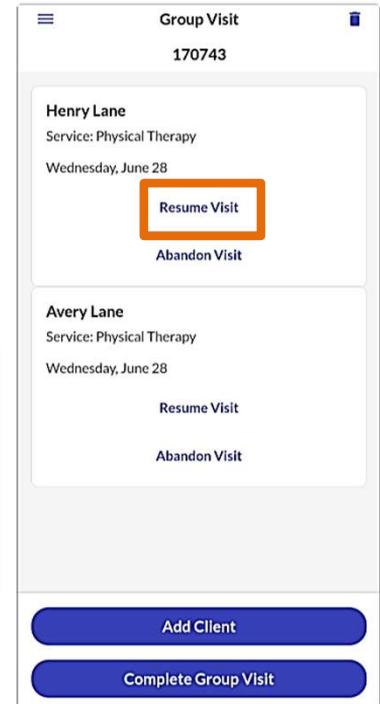 Group Visit
170743
Henry Lane
Service: Physical Therapy
Wednesday, June 28
Resume Visit
Abandon Visit
Avery Lane
Service: Physical Therapy
Wednesday, June 28
Resume Visit
Abandon Visit
Add Client
Complete Group Visit